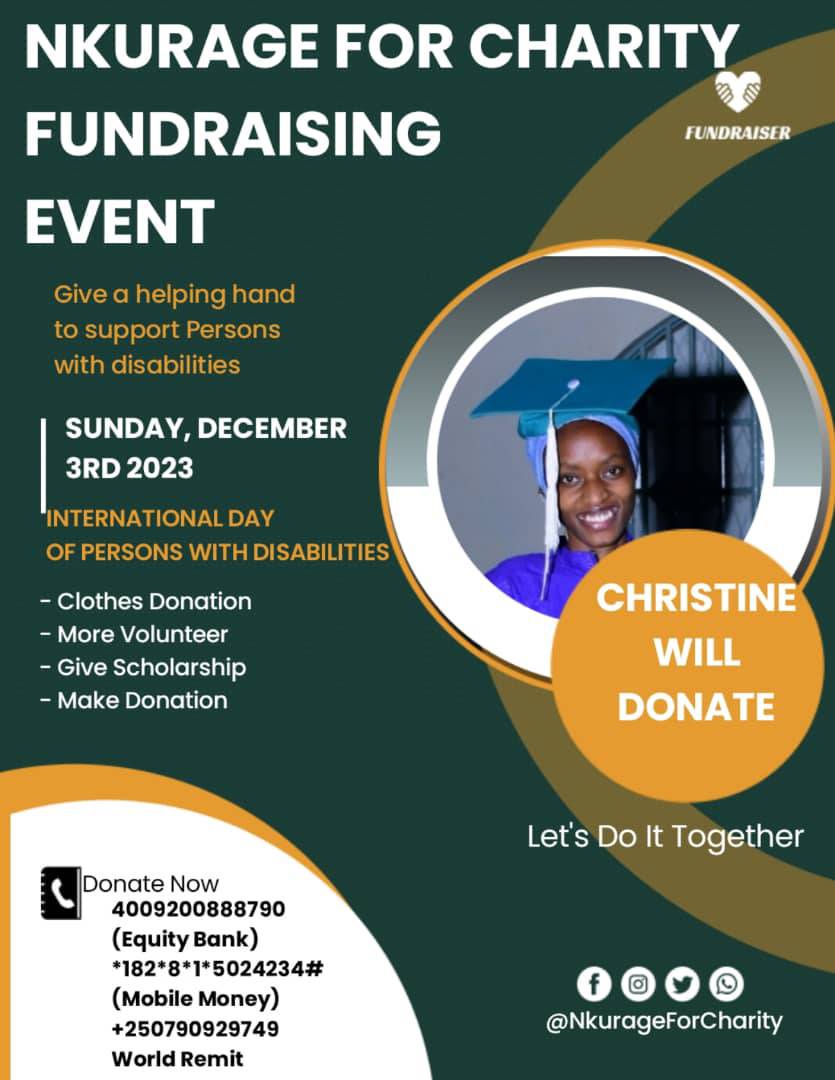 NKURAGE FOR CHARITY
FUNDRAISING
EVENT
FUNDRAISER
Give a helping hand
to support Persons
with disabilities
SUNDAY, DECEMBER
3RD 2023
INTERNATIONAL DAY
OF PERSONS WITH DISABILITIES
- Clothes Donation
- More Volunteer
- Give Scholarship
- Make Donation
CHRISTINE
WILL
DONATE
Let's Do It Together
Donate Now
4009200888790
(Equity Bank)
*182*8*1*5024234#
(Mobile Money)
+250790929749
World Remit
@NkurageForCharity